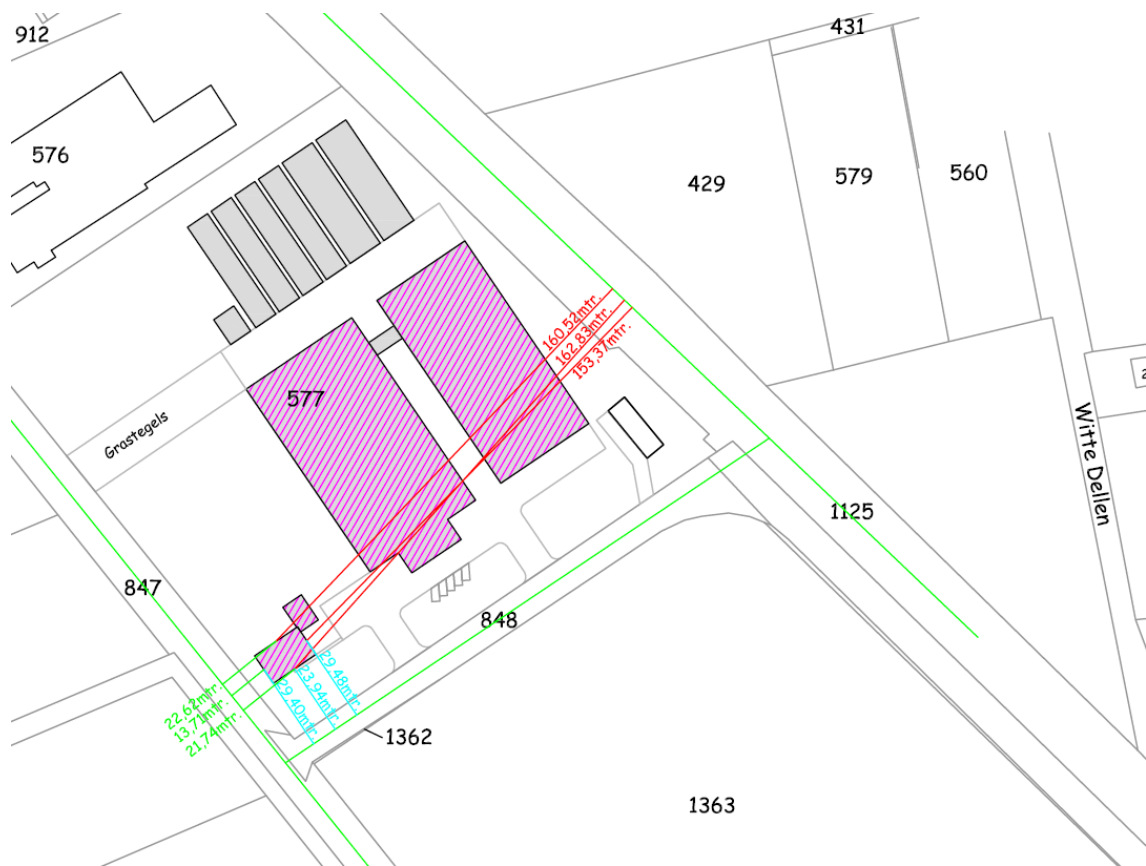 912
431
576
429
579
560
160,52mtr.
162,83mtr.
153,37mtr.
577
Grastegels
Witte Dellen
1125
847
848
29,48mtr.
23,94mtr.
29,40mtr.
22,62mtr.
13,71mtr.
21,74mtr.
1362
1363
2